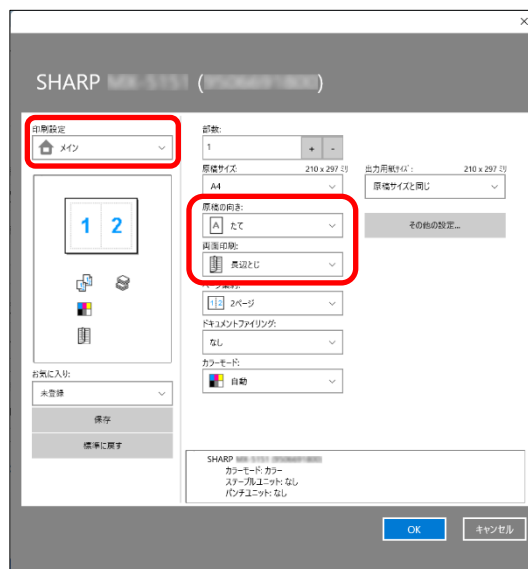 SHARP
印刷設定
メイン
1 2
お気に入り:
未登録
保存
標準に戻す
部数:
1
+ -
原稿サイズ: 210 x 297 ミリ
A4
原稿の向き:
A たて
両面印刷:
長辺とじ
1 2 2ページ
ドキュメントファイリング:
なし
カラーモード:
自動
出力用紙サイズ: 210 x 297 ミリ
原稿サイズと同じ
その他の設定...
SHARP
カラーモード: カラー
ステープルユニット: なし
パンチユニット: なし
OK キャンセル